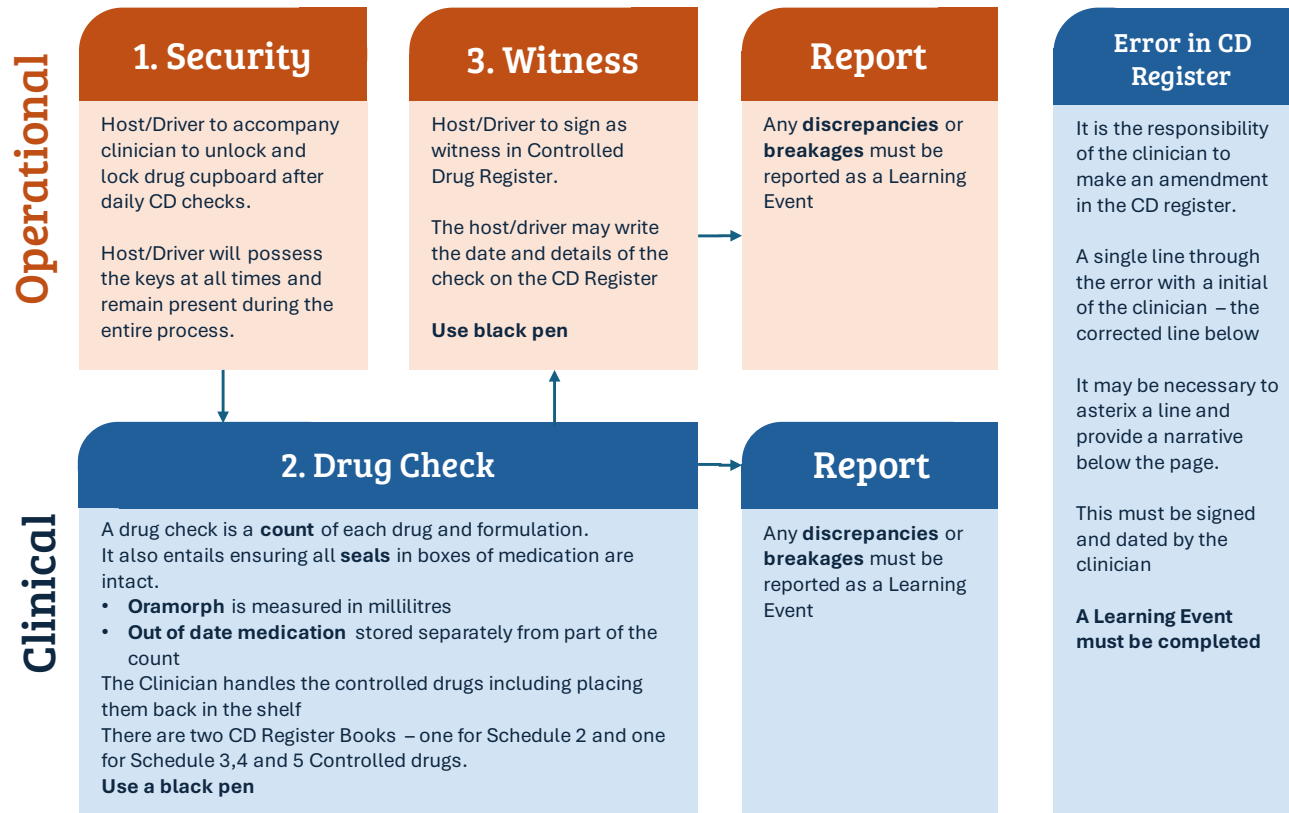 Operational
1. Security
Host/Driver to accompany
clinician to unlock and
lock drug cupboard after
daily CD checks.
Host/Driver will possess
the keys at all times and
remain present during the
entire process.
3. Witness
Host/Driver to sign as
witness in Controlled
Drug Register.
The host/driver may write
the date and details of the
check on the CD Register
Use black pen
Report
Any discrepancies or
breakages must be
reported as a Learning
Event
Clinical
2. Drug Check
A drug check is a count of each drug and formulation.
It also entails ensuring all seals in boxes of medication are
intact.
• Oramorph is measured in millilitres
• Out of date medication stored separately from part of the
count
The Clinician handles the controlled drugs including placing
them back in the shelf
There are two CD Register Books – one for Schedule 2 and one
for Schedule 3,4 and 5 Controlled drugs.
Use a black pen
Report
Any discrepancies or
breakages must be
reported as a Learning
Event
Error in CD
Register
It is the responsibility
of the clinician to
make an amendment
in the CD register.
A single line through
the error with a initial
of the clinician – the
corrected line below
It may be necessary to
asterix a line and
provide a narrative
below the page.
This must be signed
and dated by the
clinician
A Learning Event
must be completed